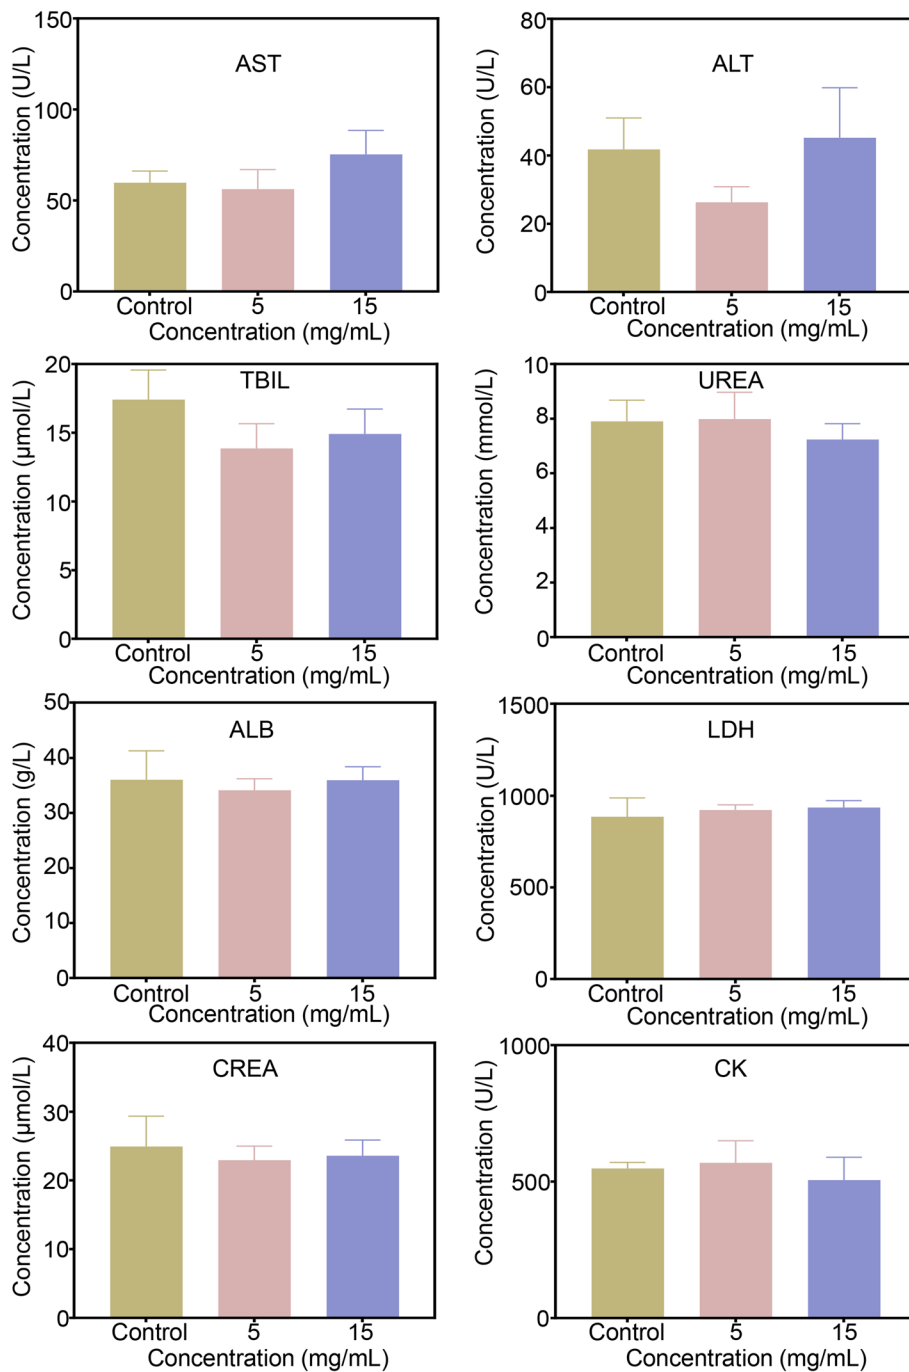 AST
Concentration (U/L)
150
100
50
0
Control 5 15
Concentration (mg/mL)
ALT
Concentration (U/L)
80
60
40
20
0
Control 5 15
Concentration (mg/mL)
TBIL
Concentration (μmol/L)
20
15
10
5
0
Control 5 15
Concentration (mg/mL)
UREA
Concentration (mmol/L)
10
8
6
4
2
0
Control 5 15
Concentration (mg/mL)
ALB
Concentration (g/L)
50
40
30
20
10
0
Control 5 15
Concentration (mg/mL)
LDH
Concentration (U/L)
1500
1000
500
0
Control 5 15
Concentration (mg/mL)
CREA
Concentration (μmol/L)
40
30
20
10
0
Control 5 15
Concentration (mg/mL)
CK
Concentration (U/L)
1000
500
0
Control 5 15
Concentration (mg/mL)